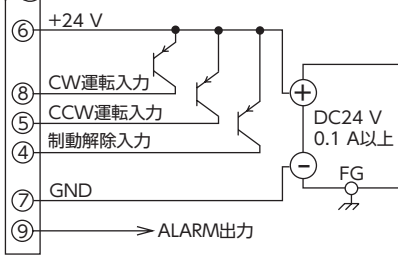 ⑥ +24 V
⑧ CW運転入力
⑤ CCW運転入力
④ 制動解除入力
⑦ GND
⑨ ALARM出力
+
DC24 V
0.1 A以上
−
FG